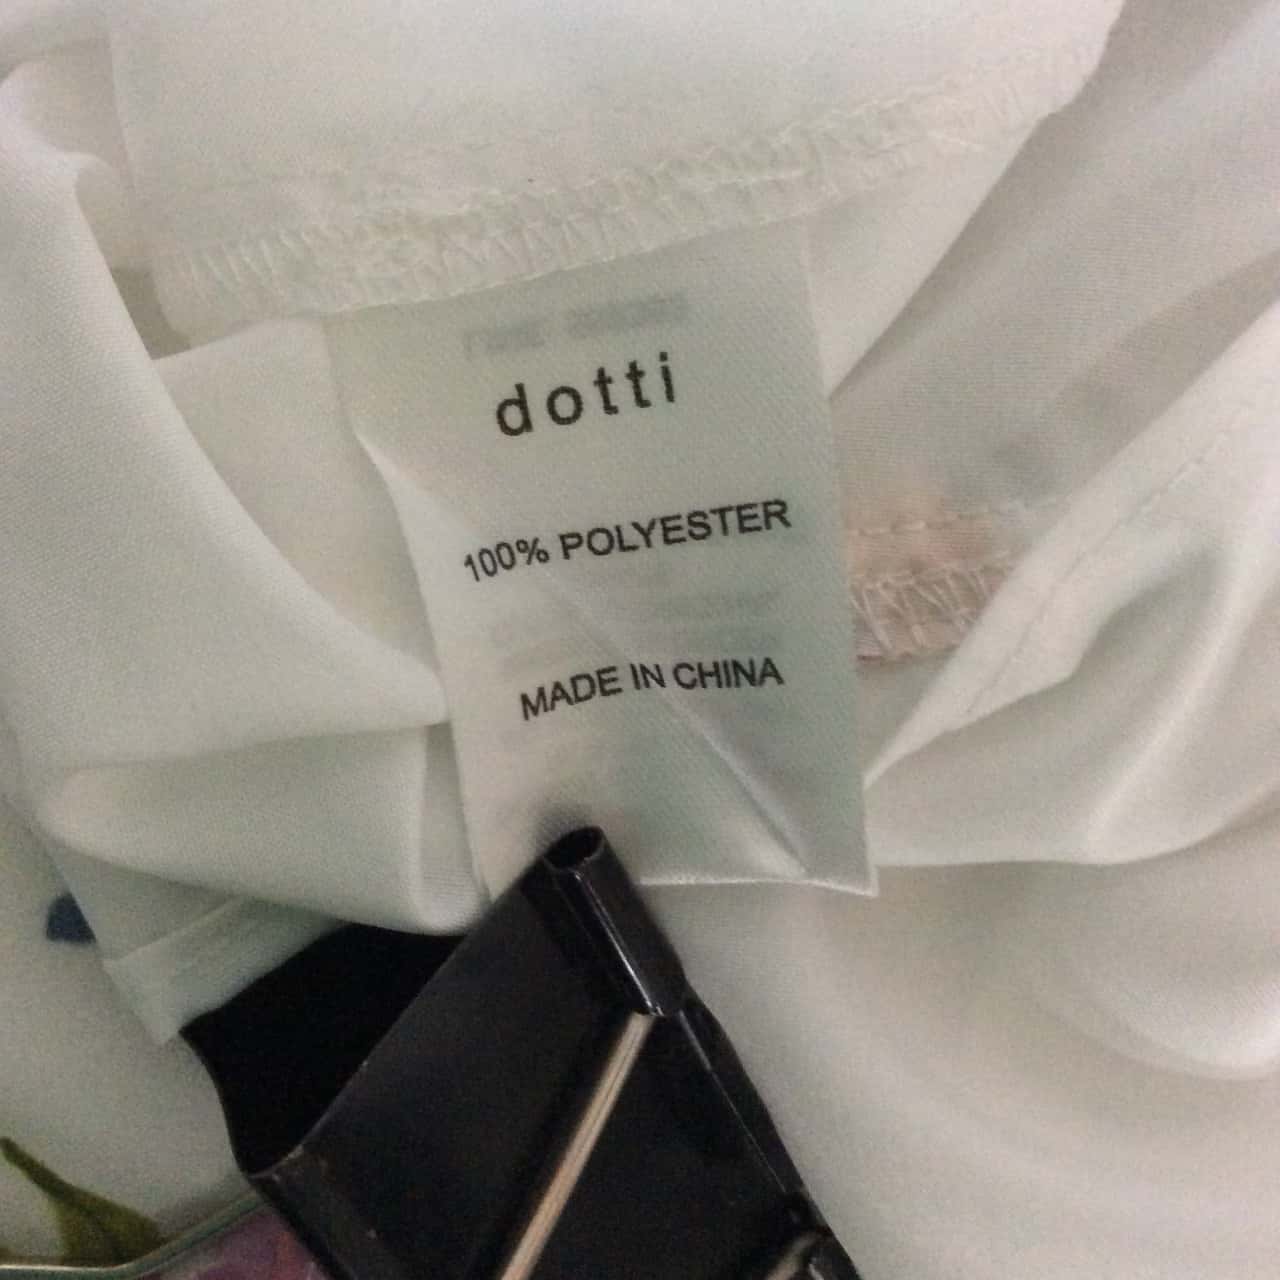 dotti
100% POLYESTER
MADE IN CHINA